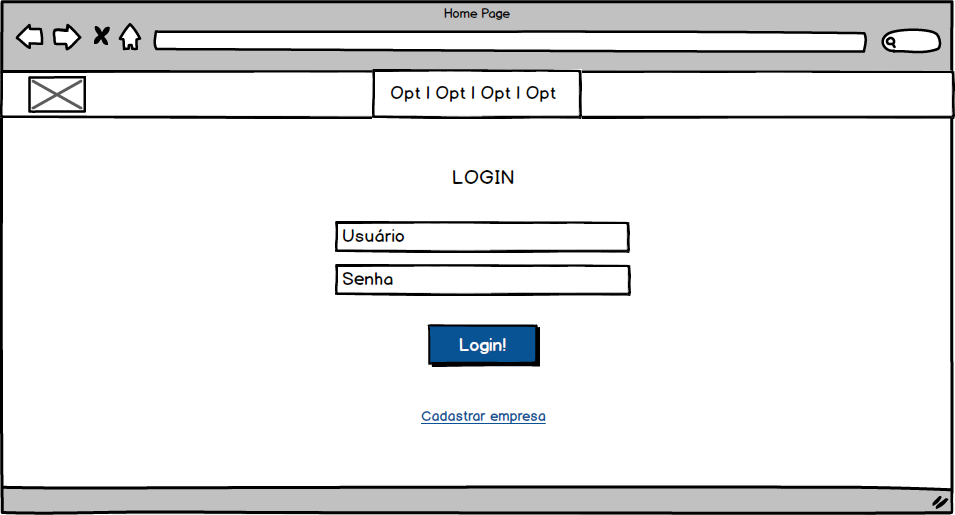 Home Page
Opt | Opt | Opt | Opt
LOGIN
Usuário
Senha
Login!
Cadastrar empresa